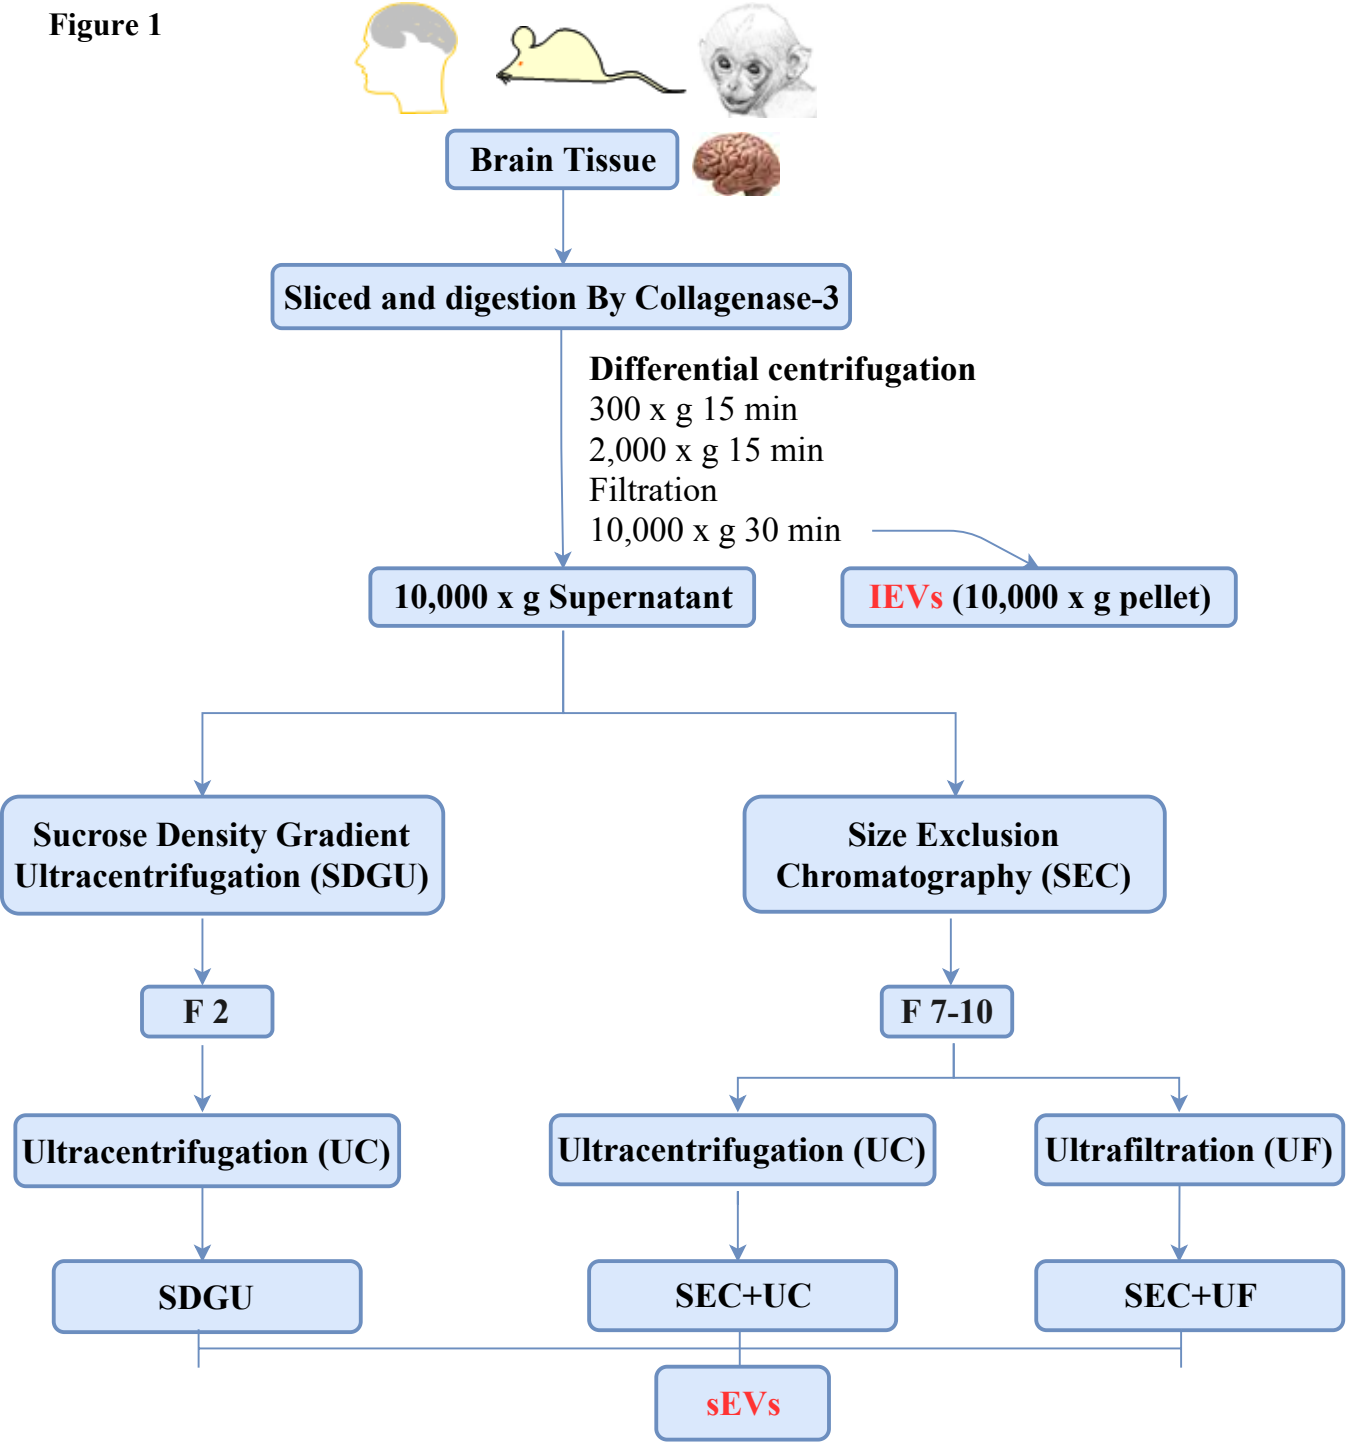 Figure 1
Brain Tissue
Sliced and digestion By Collagenase-3
Differential centrifugation
300 x g 15 min
2,000 x g 15 min
Filtration
10,000 x g 30 min
10,000 x g Supernatant
lEVs (10,000 x g pellet)
Sucrose Density Gradient
Ultracentrifugation (SDGU)
Size Exclusion
Chromatography (SEC)
F 2
F 7-10
Ultracentrifugation (UC)
Ultracentrifugation (UC)
Ultrafiltration (UF)
SDGU
SEC+UC
SEC+UF
sEVs